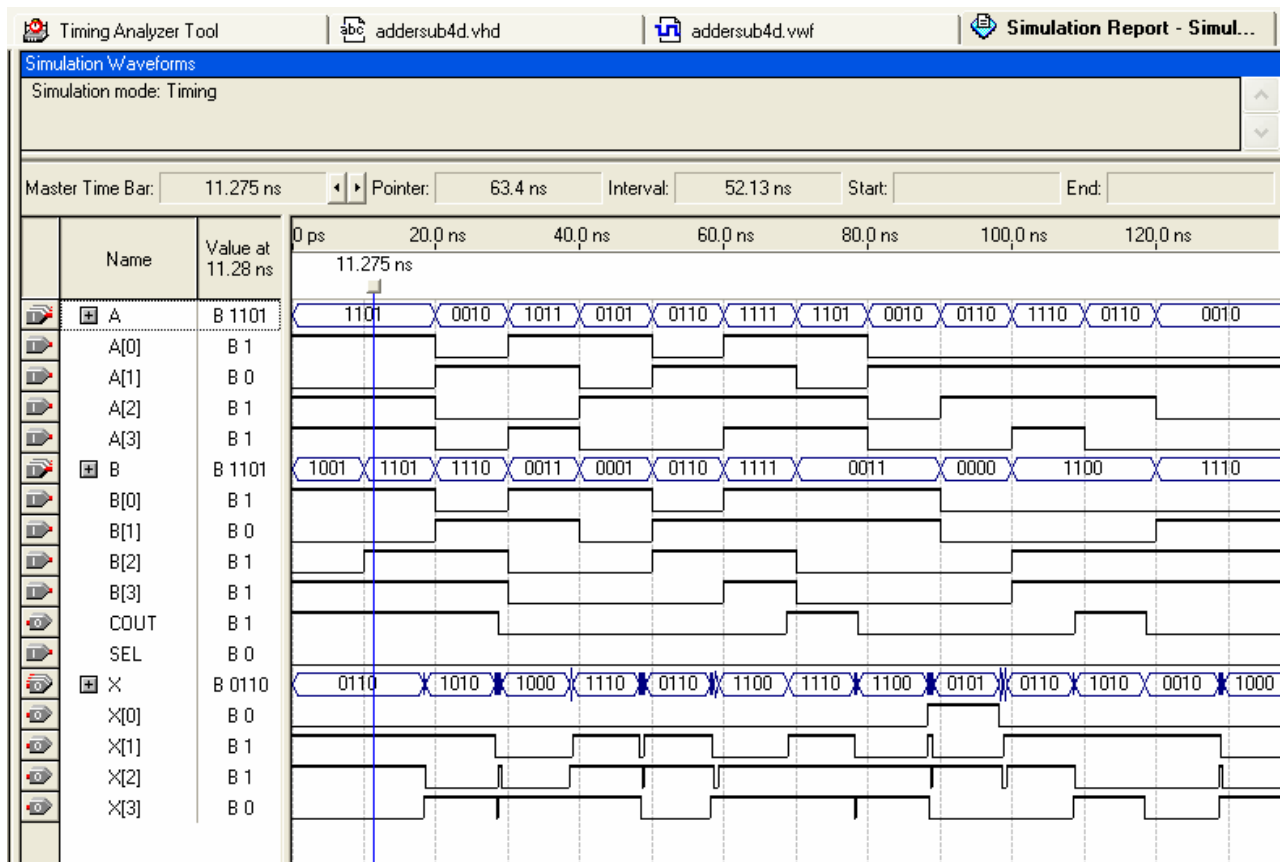 Timing Analyzer Tool abc addersub4d.vhd addersub4d.vwf Simulation Report - Simul...
Simulation Waveforms
Simulation mode: Timing
Master Time Bar: 11.275 ns Pointer: 63.4 ns Interval: 52.13 ns Start: End:
Name Value at 11.28 ns 0 ps 20.0 ns 40.0 ns 60.0 ns 80.0 ns 100.0 ns 120.0 ns
11.275 ns
A B 1101 1101 0010 1011 0101 0110 1111 1101 0010 0110 1110 0110 0010
A[0] B 1
A[1] B 0
A[2] B 1
A[3] B 1
B B 1101 1001 1101 1110 0011 0001 0110 1111 0011 0000 1100 1110
B[0] B 1
B[1] B 0
B[2] B 1
B[3] B 1
COUT B 1
SEL B 0
X B 0110 0110 1010 1000 1110 0110 1100 1110 1100 0101 0110 1010 0010 1000
X[0] B 0
X[1] B 1
X[2] B 1
X[3] B 0